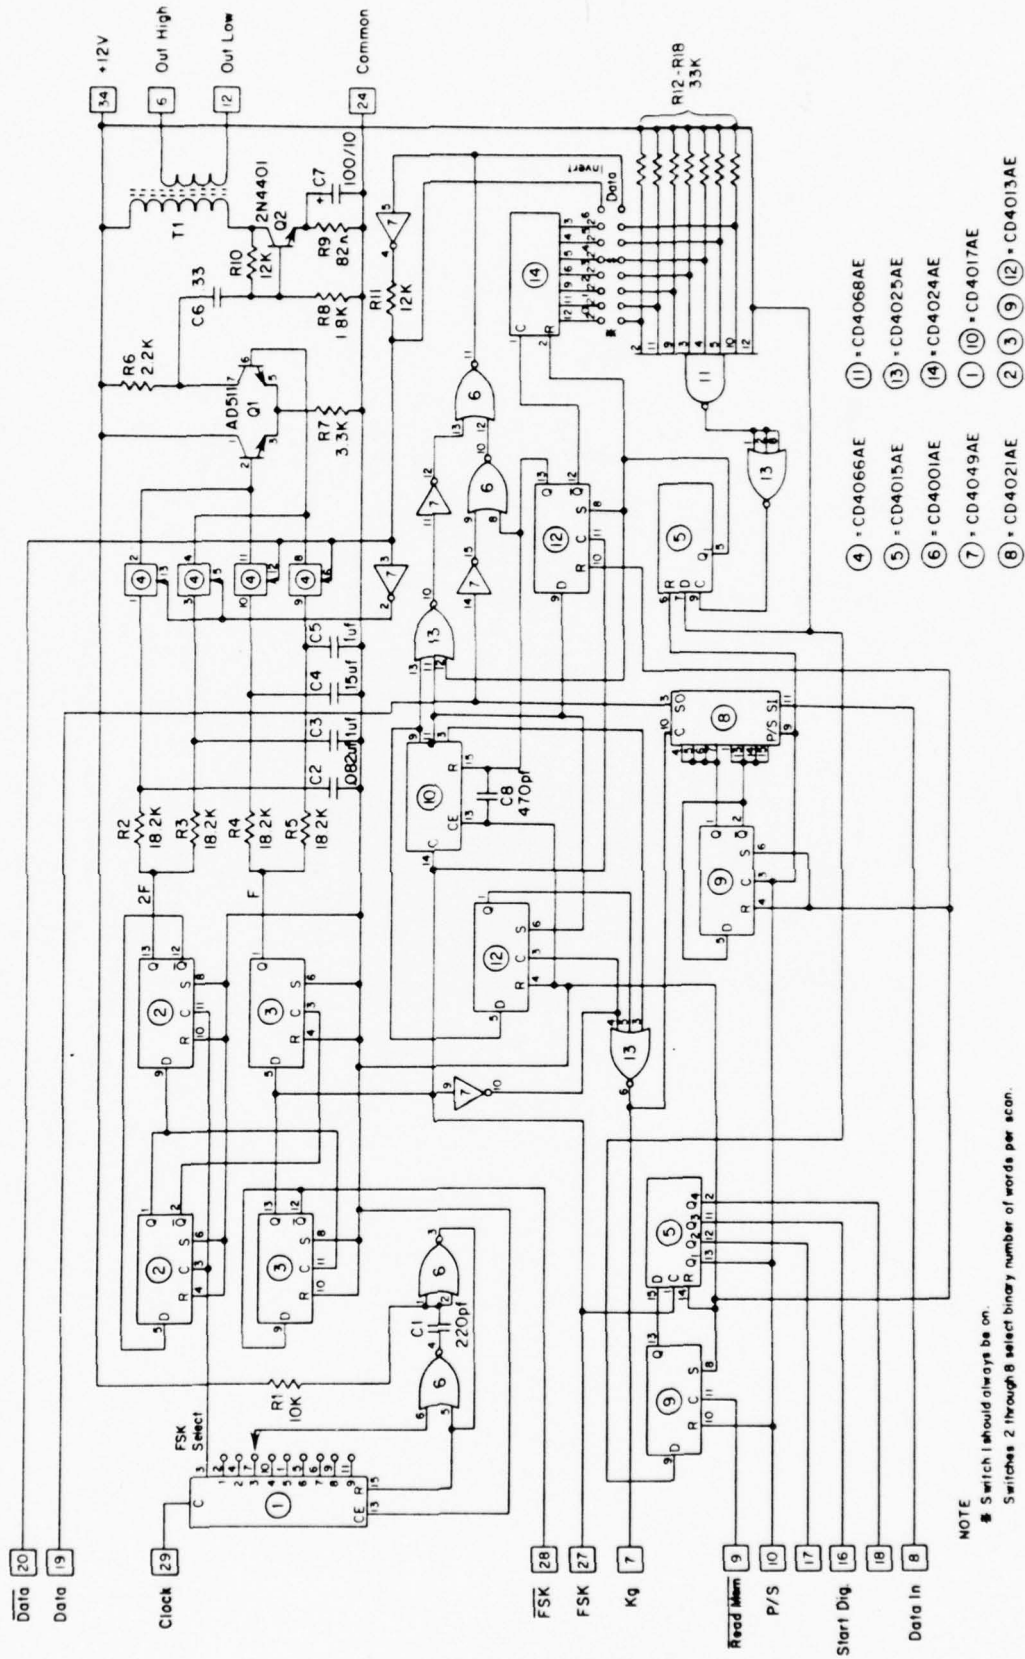 34 +12V
6 Out High
12 Out Low
24 Common
20 Data
19 Data
29 Clock
28 FSK
27 FSK
7 Kg
9 Read Mem
10 P/S
17
16 Start Dig.
18
8 Data In
T1
2N4401
Q2
C7
100/10
R10
12K
R9
82Ω
C6 .33
R8
1.8K
R6
2.2K
AD511
Q1
R7
3.3K
R11
12K
Invert
Data
R12-R18
33K
C5
.1uf
C4
.15uf
C3
.1uf
C2
.082uf
R2
18.2K
R3
18.2K
R4
18.2K
R5
18.2K
2F
F
C8
470pf
C1
220pf
R1
10K
FSK
Select
4 = CD4066AE
5 = CD4015AE
6 = CD4001AE
7 = CD4049AE
8 = CD4021AE
11 = CD4068AE
13 = CD4025AE
14 = CD4024AE
1 10 = CD4017AE
2 3 9 12 = CD4013AE
NOTE
* Switch 1 should always be on.
Switches 2 through 8 select binary number of words per scan.